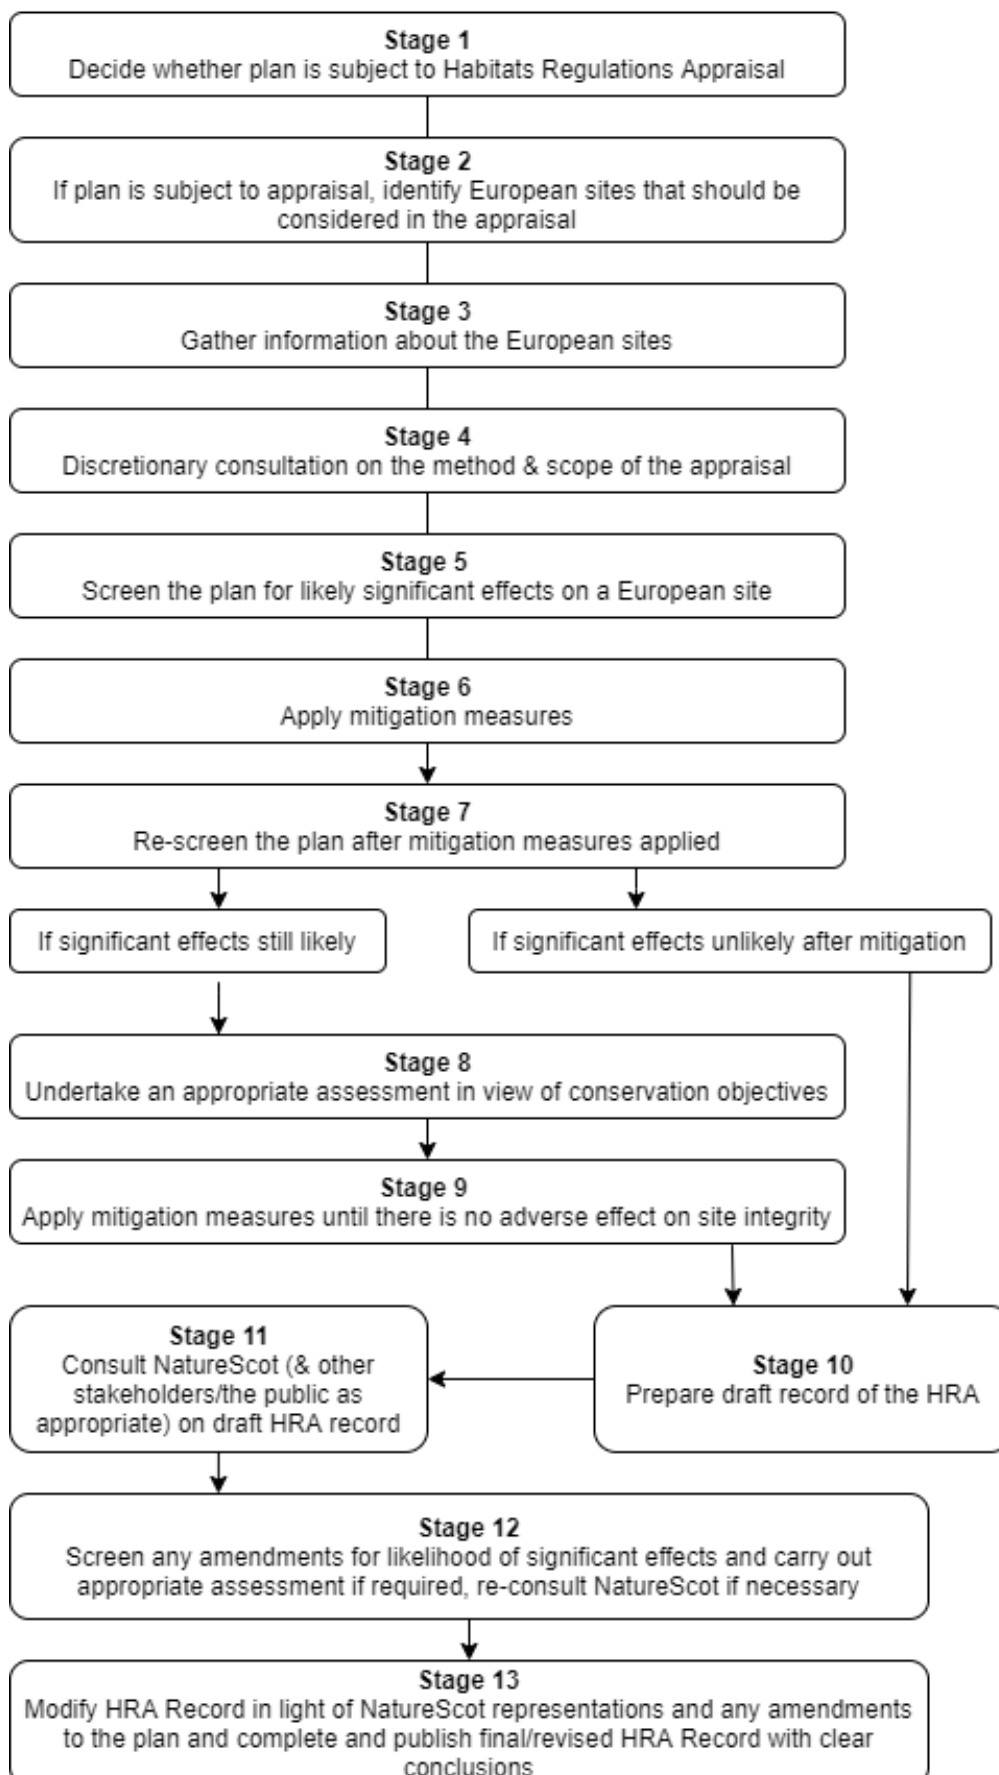 Stage 1
Decide whether plan is subject to Habitats Regulations Appraisal
Stage 2
If plan is subject to appraisal, identify European sites that should be
considered in the appraisal
Stage 3
Gather information about the European sites
Stage 4
Discretionary consultation on the method & scope of the appraisal
Stage 5
Screen the plan for likely significant effects on a European site
Stage 6
Apply mitigation measures
Stage 7
Re-screen the plan after mitigation measures applied
If significant effects still likely
If significant effects unlikely after mitigation
Stage 8
Undertake an appropriate assessment in view of conservation objectives
Stage 9
Apply mitigation measures until there is no adverse effect on site integrity
Stage 10
Prepare draft record of the HRA
Stage 11
Consult NatureScot (& other
stakeholders/the public as
appropriate) on draft HRA record
Stage 12
Screen any amendments for likelihood of significant effects and carry out
appropriate assessment if required, re-consult NatureScot if necessary
Stage 13
Modify HRA Record in light of NatureScot representations and any amendments
to the plan and complete and publish final/revised HRA Record with clear
conclusions